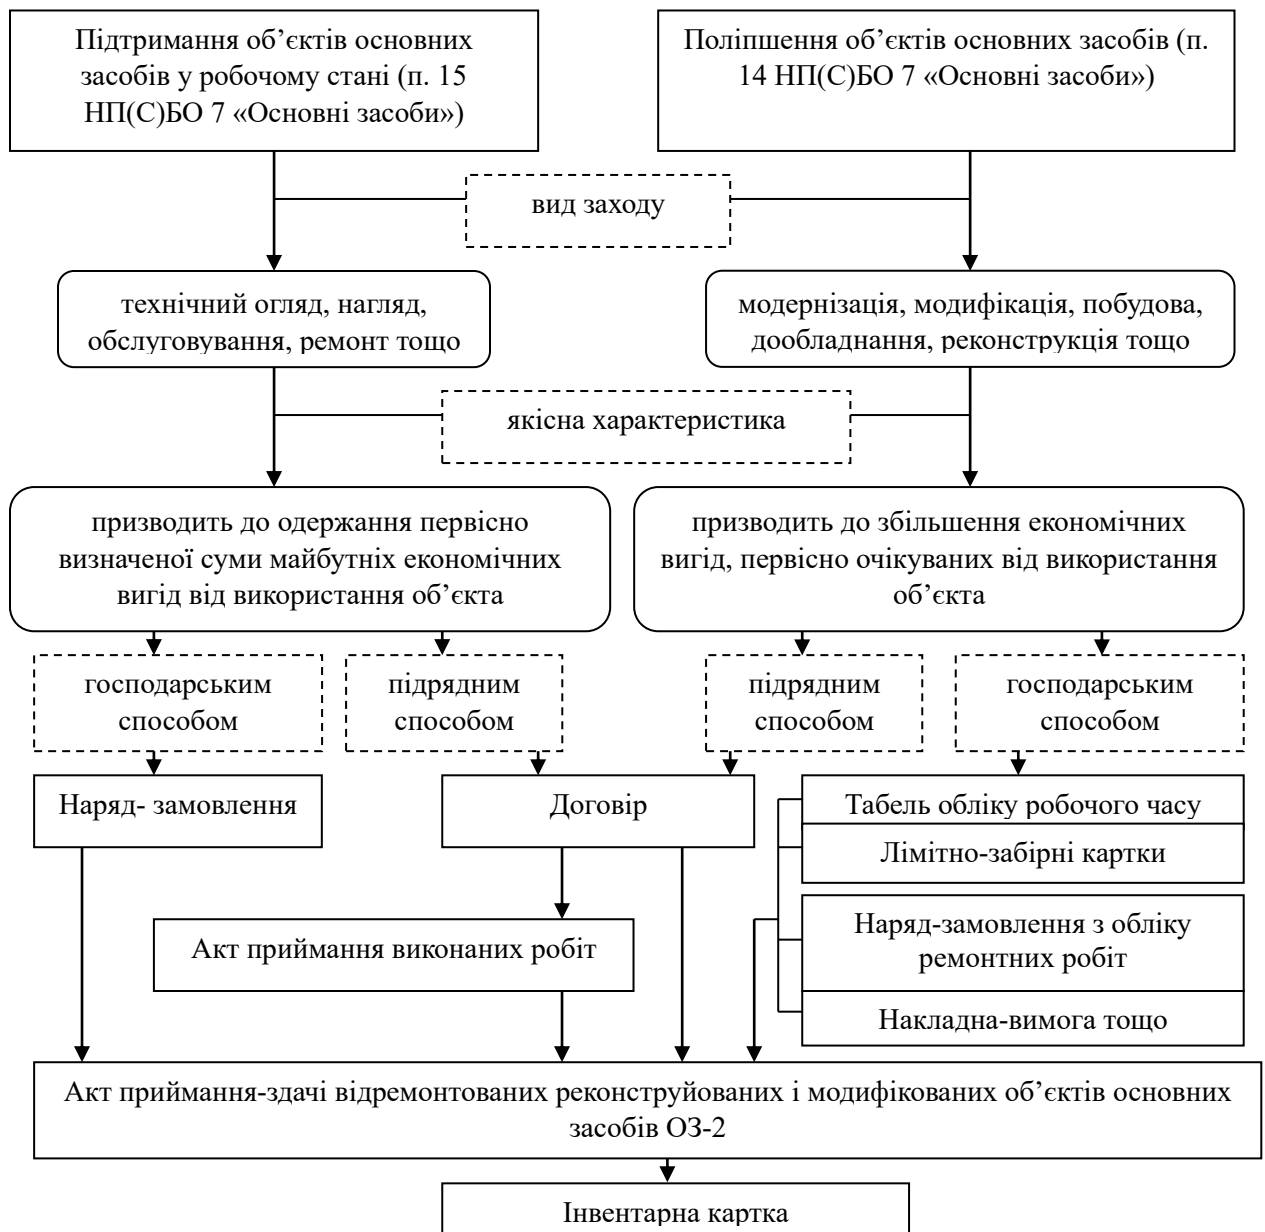 Підтримання об’єктів основних
засобів у робочому стані (п. 15
НП(С)БО 7 «Основні засоби»)
Поліпшення об’єктів основних засобів (п.
14 НП(С)БО 7 «Основні засоби»)
вид заходу
технічний огляд, нагляд,
обслуговування, ремонт тощо
модернізація, модифікація, побудова,
дообладнання, реконструкція тощо
якісна характеристика
призводить до одержання первісно
визначеної суми майбутніх економічних
вигід від використання об’єкта
призводить до збільшення економічних
вигід, первісно очікуваних від використання
об’єкта
господарським
способом
підрядним
способом
підрядним
способом
господарським
способом
Наряд- замовлення
Договір
Табель обліку робочого часу
Лімітно-забірні картки
Наряд-замовлення з обліку
ремонтних робіт
Накладна-вимога тощо
Акт приймання виконаних робіт
Акт приймання-здачі відремонтованих реконструйованих і модифікованих об’єктів основних
засобів ОЗ-2
Інвентарна картка